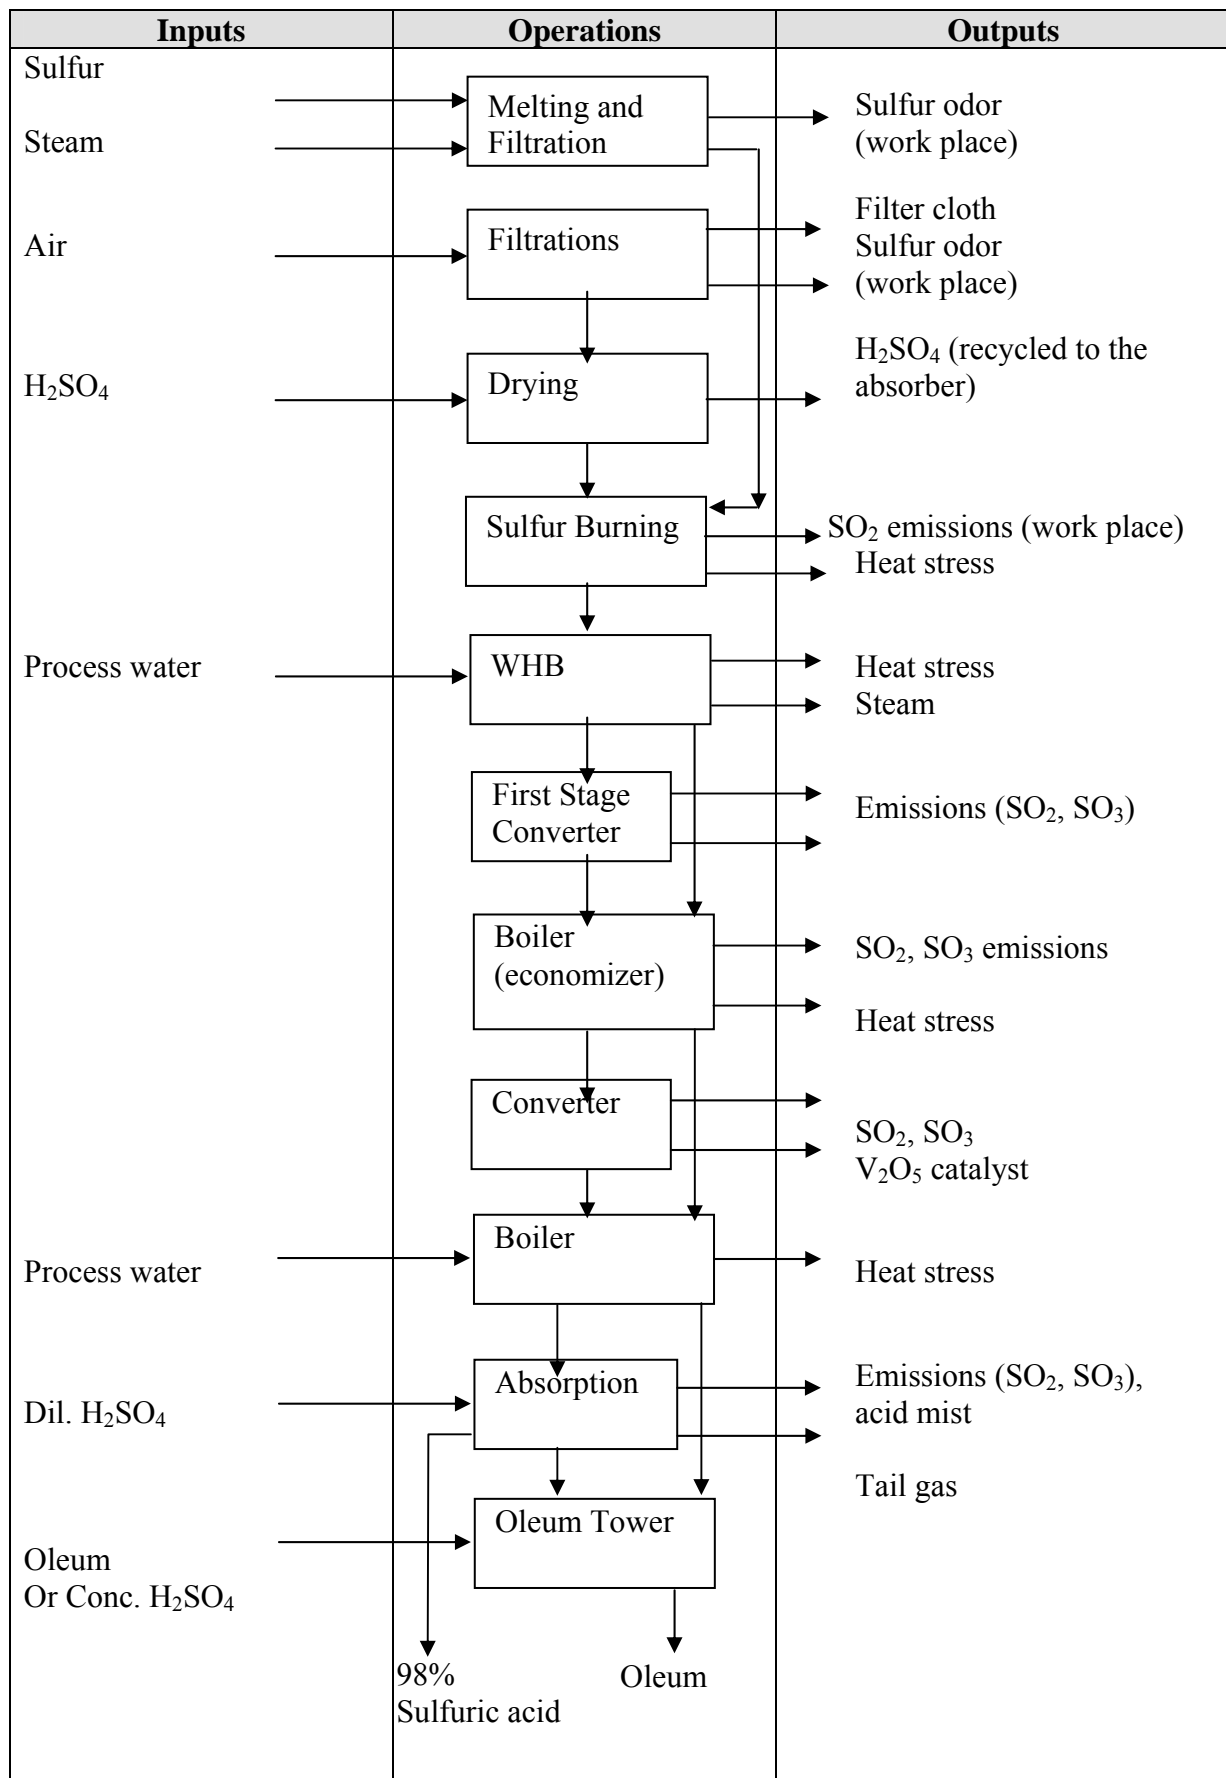 Inputs
Operations
Outputs
Sulfur
Melting and
Filtration
Sulfur odor
(work place)
Steam
Air
Filtrations
Filter cloth
Sulfur odor
(work place)
H₂SO₄
Drying
H₂SO₄ (recycled to the
absorber)
Sulfur Burning
SO₂ emissions (work place)
Heat stress
Process water
WHB
Heat stress
Steam
First Stage
Converter
Emissions (SO₂, SO₃)
Boiler
(economizer)
SO₂, SO₃ emissions
Heat stress
Converter
SO₂, SO₃
V₂O₅ catalyst
Process water
Boiler
Heat stress
Dil. H₂SO₄
Absorption
Emissions (SO₂, SO₃),
acid mist
Tail gas
Oleum
Or Conc. H₂SO₄
Oleum Tower
98%
Sulfuric acid
Oleum